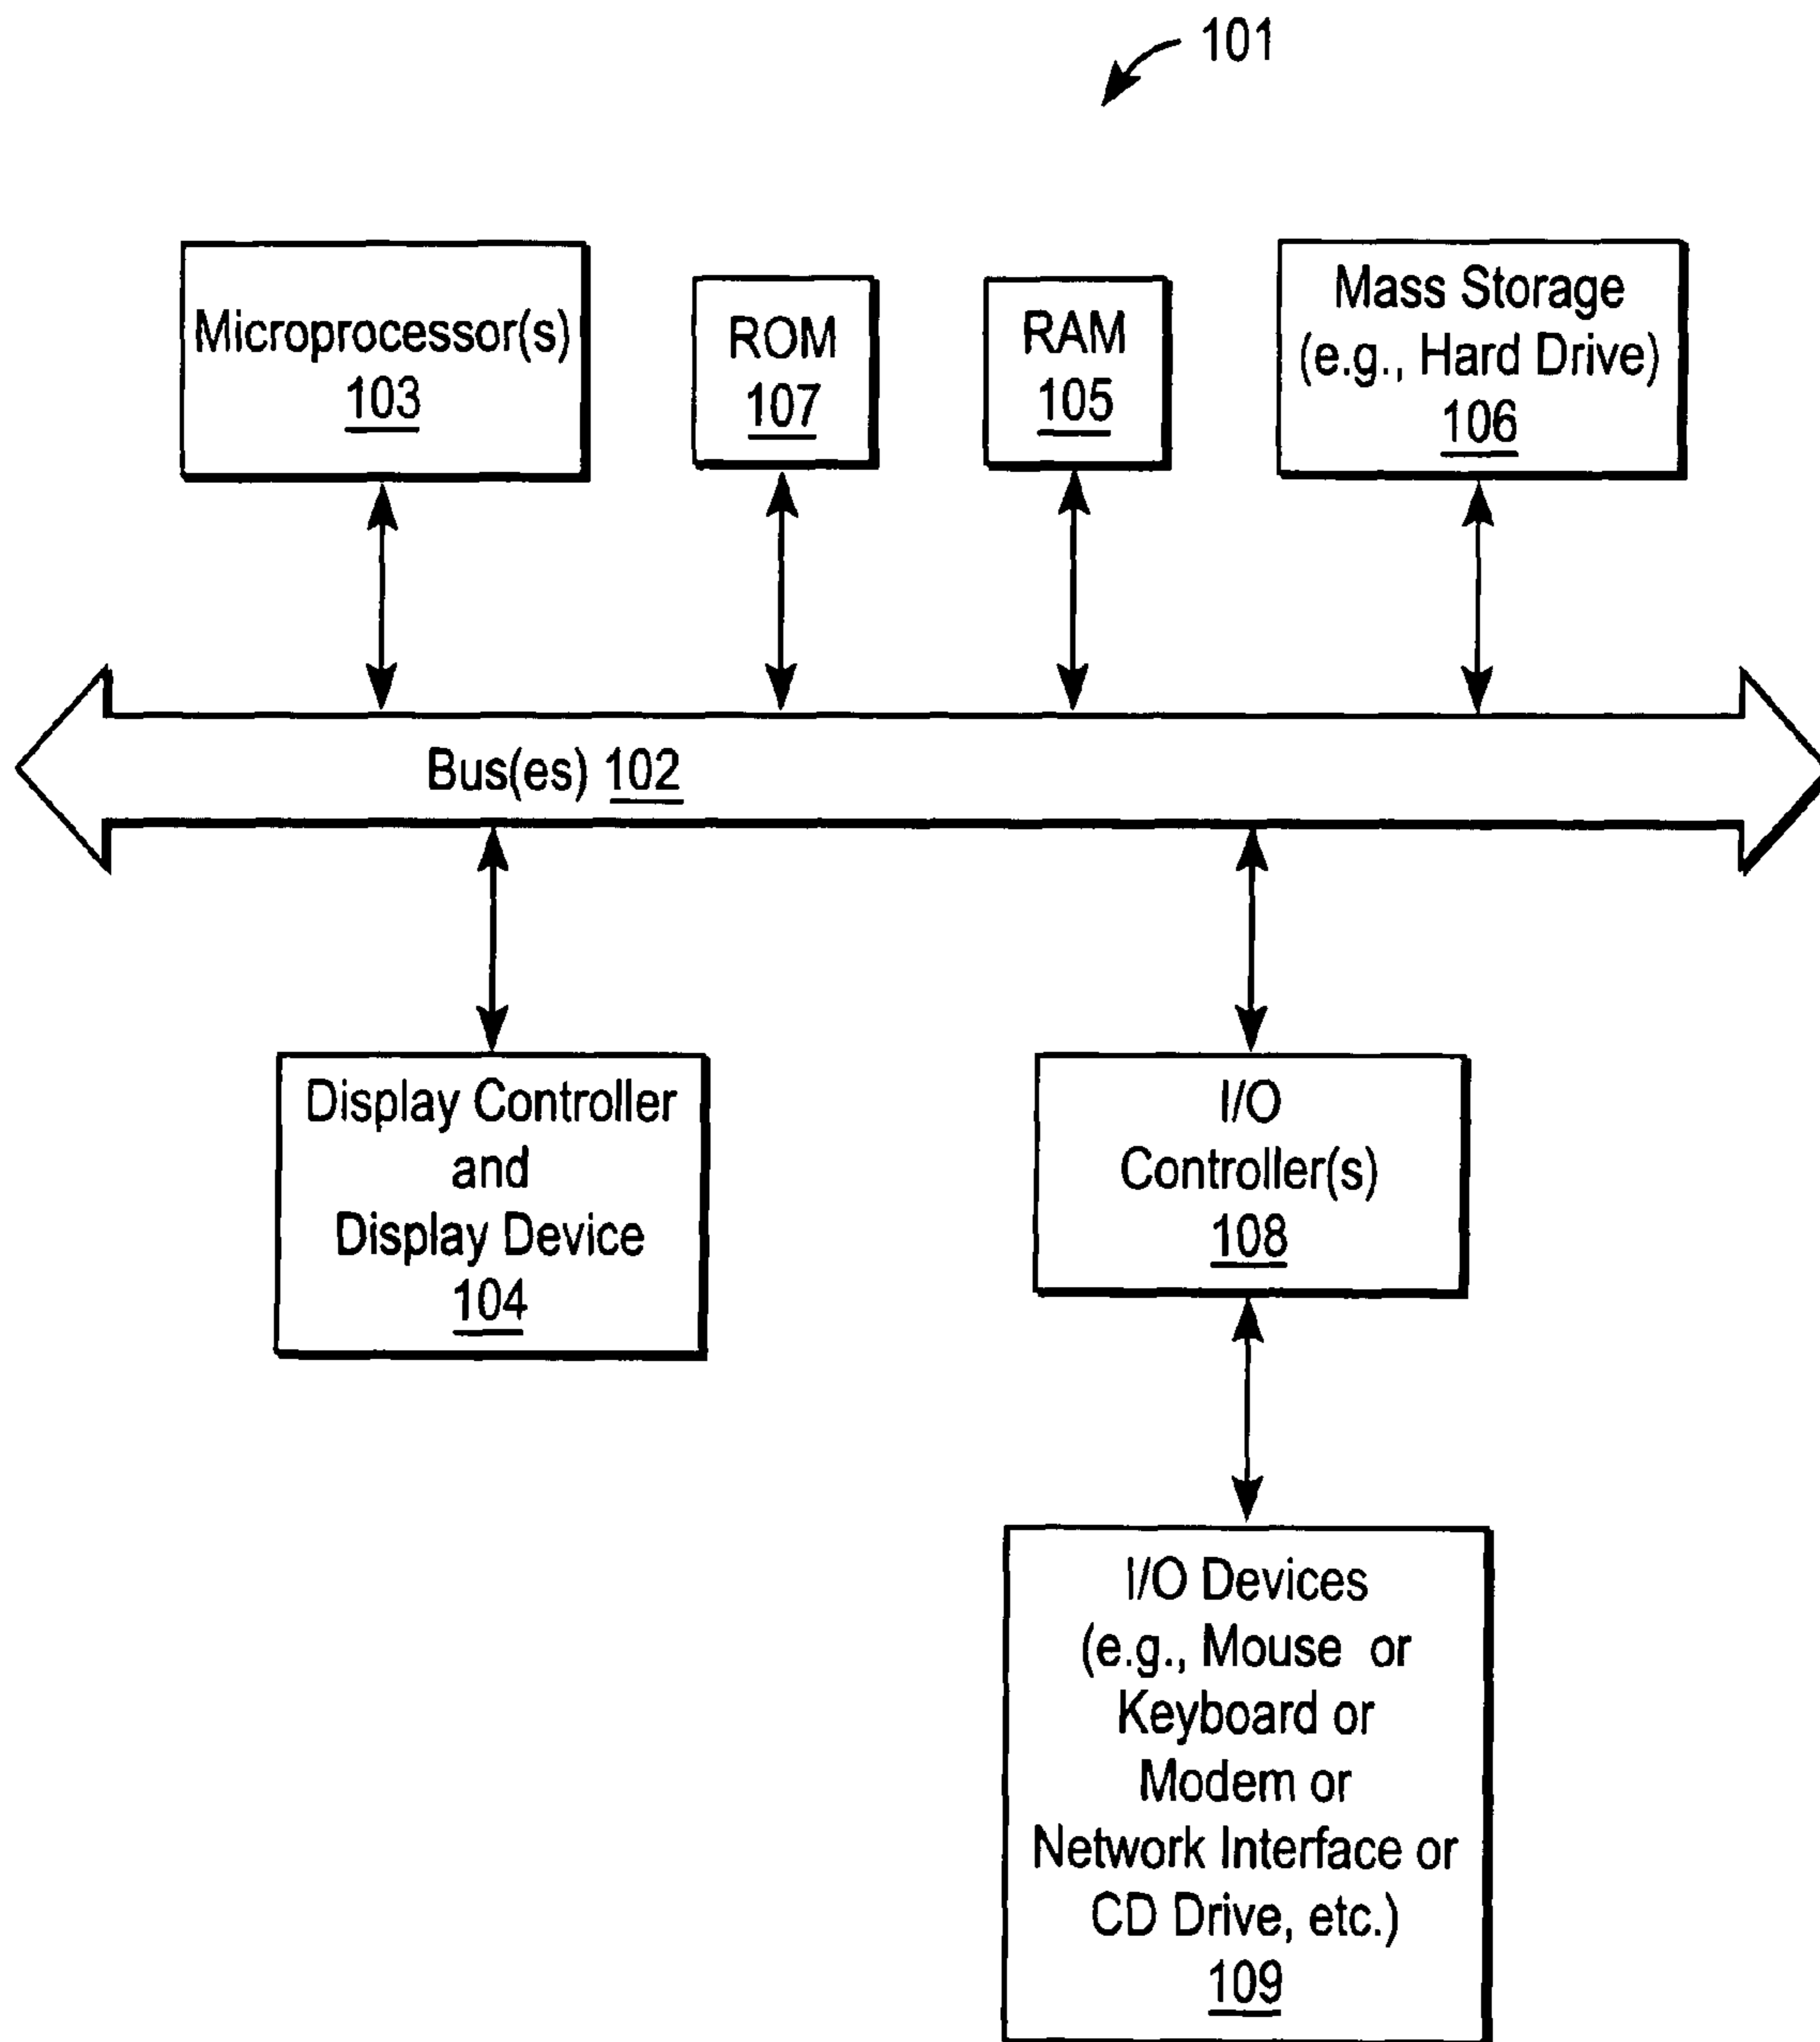 101
Microprocessor(s)
103
ROM
107
RAM
105
Mass Storage
(e.g., Hard Drive)
106
Bus(es) 102
Display Controller
and
Display Device
104
I/O
Controller(s)
108
I/O Devices
(e.g., Mouse or
Keyboard or
Modem or
Network Interface or
CD Drive, etc.)
109